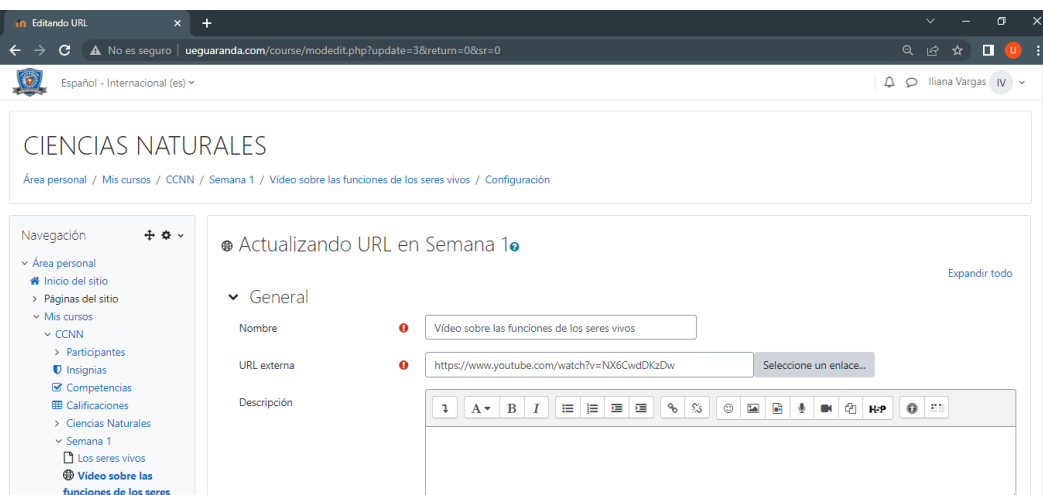 Editando URL
No es seguro | ueguaranda.com/course/modedit.php?update=3&return=0&sr=0
U
Español - Internacional (es)
Iliana Vargas IV
CIENCIAS NATURALES
Área personal / Mis cursos / CCNN / Semana 1 / Vídeo sobre las funciones de los seres vivos / Configuración
Navegación
Área personal
Inicio del sitio
Páginas del sitio
Mis cursos
CCNN
Participantes
Insignias
Competencias
Calificaciones
Ciencias Naturales
Semana 1
Los seres vivos
Vídeo sobre las
funciones de los seres
Actualizando URL en Semana 1
Expandir todo
General
Nombre
Vídeo sobre las funciones de los seres vivos
URL externa
https://www.youtube.com/watch?v=NX6CwdDKzDw
Seleccione un enlace...
Descripción
A B I H-P